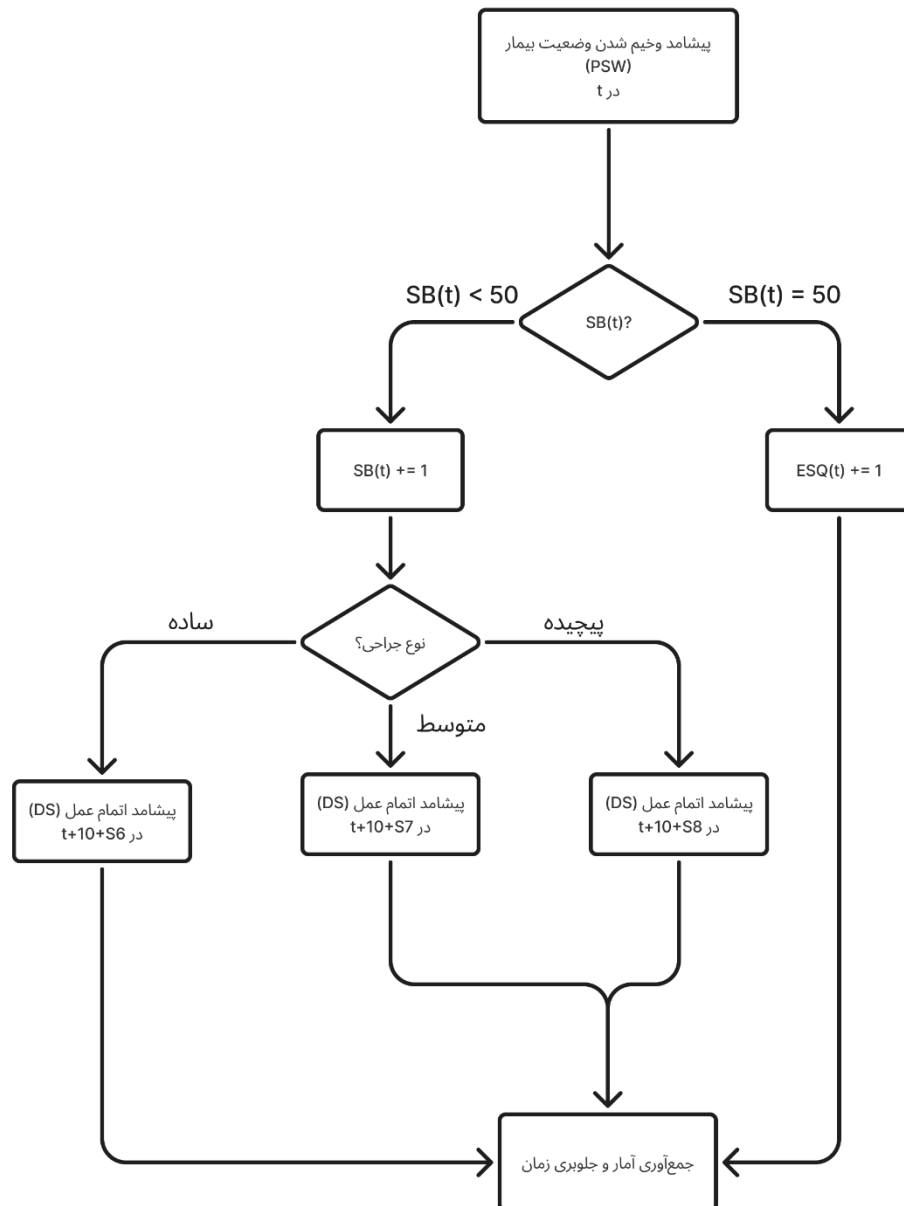 پیشامد وخیم شدن وضعیت بیمار
(PSW)
در t
SB(t) < 50
SB(t) = 50
SB(t)?
SB(t) += 1
ESQ(t) += 1
ساده
نوع جراحی؟
پیچیده
متوسط
پیشامد اتمام عمل (DS)
در t+10+S6
پیشامد اتمام عمل (DS)
در t+10+S7
پیشامد اتمام عمل (DS)
در t+10+S8
جمع‌آوری آمار و جلوبری زمان